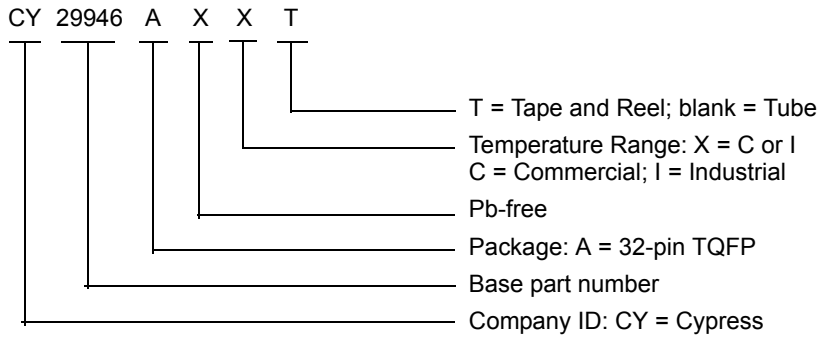 CY 29946 A X X T
T = Tape and Reel; blank = Tube
Temperature Range: X = C or I
C = Commercial; I = Industrial
Pb-free
Package: A = 32-pin TQFP
Base part number
Company ID: CY = Cypress